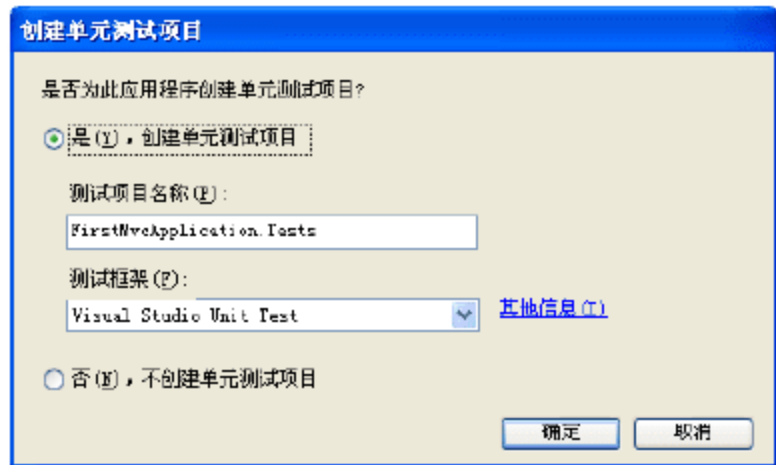 创建单元测试项目
是否为此应用程序创建单元测试项目?
是(Y)，创建单元测试项目
测试项目名称(P):
FirstMvcApplication.Tests
测试框架(F):
Visual Studio Unit Test
其他信息(I)
否(N)，不创建单元测试项目
确定 取消